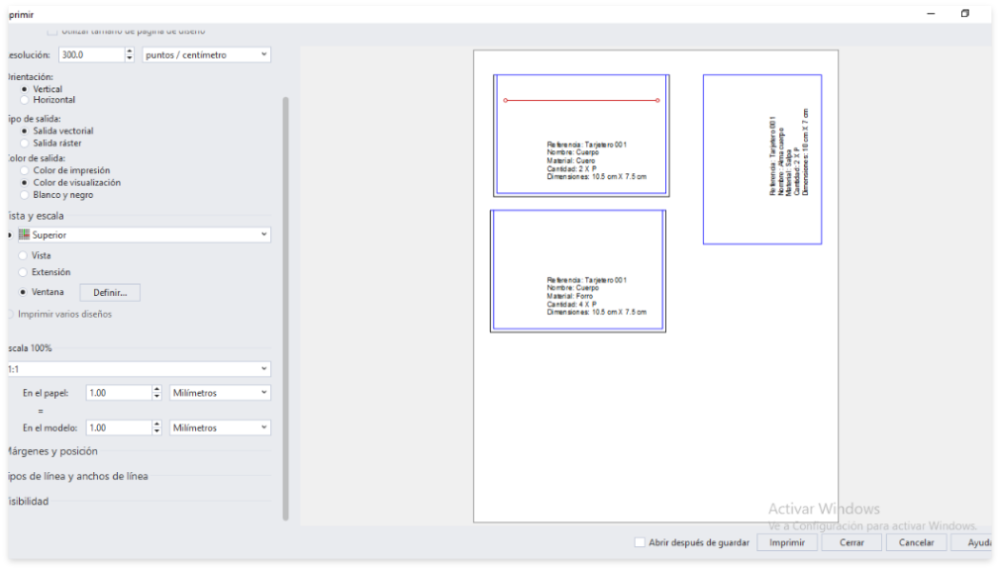 primir
Utilizar tamaño de página de diseño
esolución: 300.0 puntos / centímetro
Orientación:
Vertical
Horizontal
ipo de salida:
Salida vectorial
Salida ráster
Color de salida:
Color de impresión
Color de visualización
Blanco y negro
ista y escala
Superior
Vista
Extensión
Ventana Definir...
Imprimir varios diseños
scala 100%
1:1
En el papel: 1.00 Milímetros
=
En el modelo: 1.00 Milímetros
Márgenes y posición
ipos de línea y anchos de línea
isibilidad
Referencia: Tarjetero 001
Nombre: Cuerpo
Material: Cuero
Cantidad: 2 X P
Dimensiones: 10.5 cm X 7.5 cm
Referencia: Tarjetero 001
Nombre: Alma cuerpo
Material: Salpa
Cantidad: 2 X P
Dimensiones: 10 cm X 7 cm
Referencia: Tarjetero 001
Nombre: Cuerpo
Material: Forro
Cantidad: 4 X P
Dimensiones: 10.5 cm X 7.5 cm
Activar Windows
Ve a Configuración para activar Windows.
Abrir después de guardar Imprimir Cerrar Cancelar Ayuda